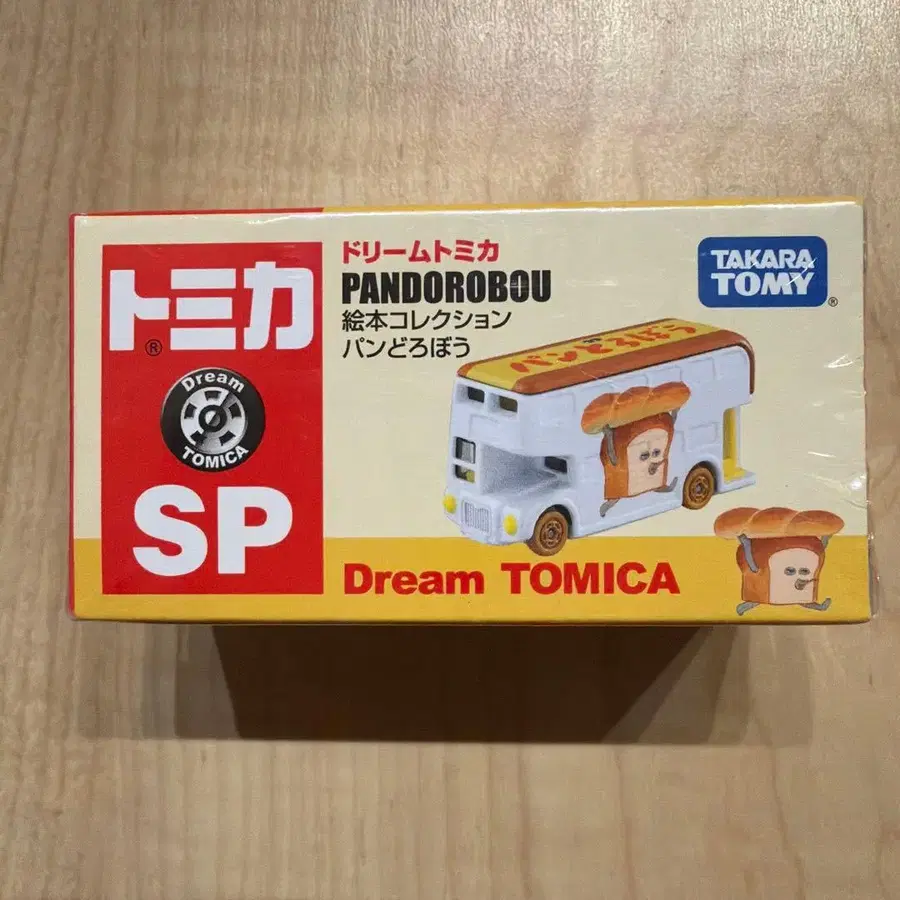 トミカ
®
Dream
TOMICA
SP
ドリームトミカ
PANDOROBOU
絵本コレクション
パンどろぼう
TAKARA
TOMY
®
パンどろぼう
Dream TOMICA